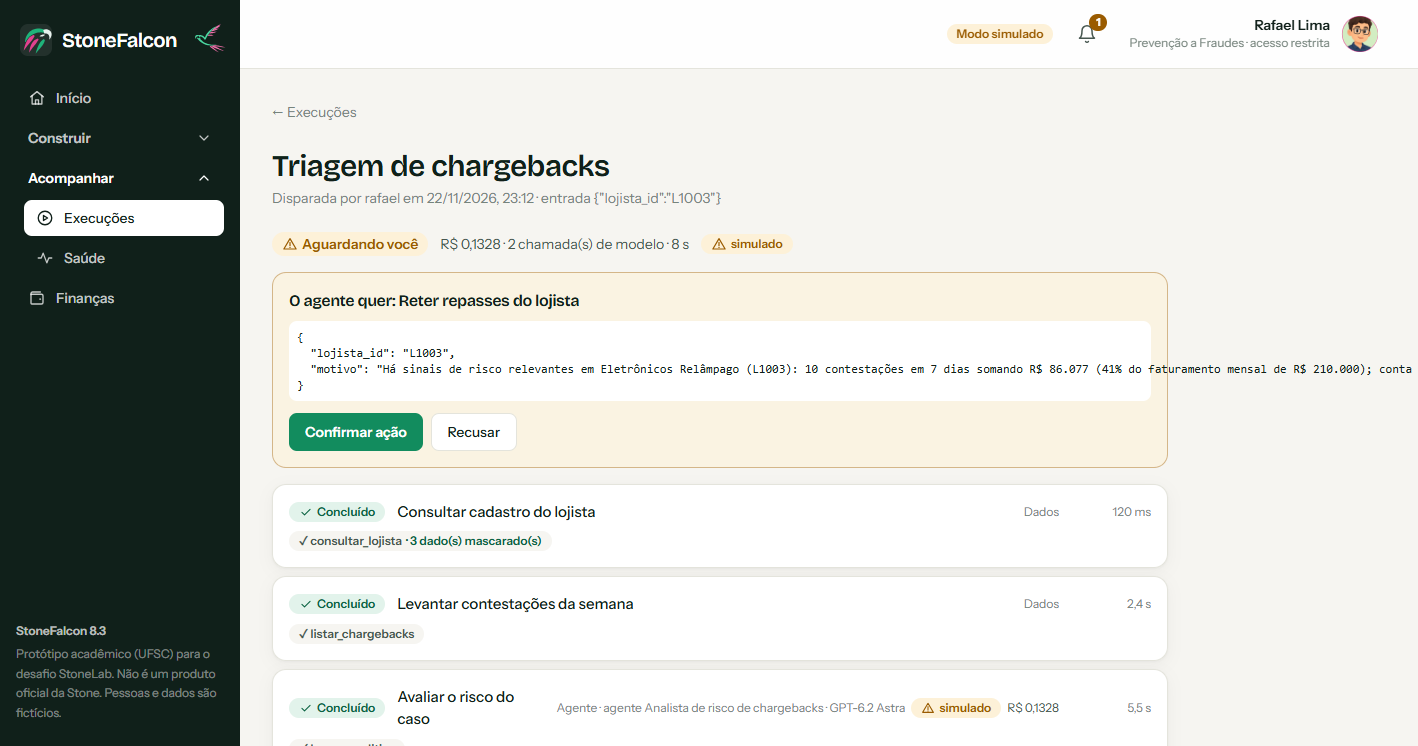 StoneFalcon
Modo simulado
1
Rafael Lima
Prevenção a Fraudes · acesso restrita
Início
Construir
Acompanhar
Execuções
Saúde
Finanças
← Execuções
Triagem de chargebacks
Disparada por rafael em 22/11/2026, 23:12 · entrada {"lojista_id":"L1003"}
Aguardando você
R$ 0,1328 · 2 chamada(s) de modelo · 8 s
simulado
O agente quer: Reter repasses do lojista
{
"lojista_id": "L1003",
"motivo": "Há sinais de risco relevantes em Eletrônicos Relâmpago (L1003): 10 contestações em 7 dias somando R$ 86.077 (41% do faturamento mensal de R$ 210.000); conta
}
Confirmar ação
Recusar
Concluído
Consultar cadastro do lojista
Dados
120 ms
✓ consultar_lojista · 3 dado(s) mascarado(s)
Concluído
Levantar contestações da semana
Dados
2,4 s
✓ listar_chargebacks
Concluído
Avaliar o risco do
caso
Agente · agente Analista de risco de chargebacks · GPT-6.2 Astra
simulado
R$ 0,1328
5,5 s
StoneFalcon 8.3
Protótipo acadêmico (UFSC) para o
desafio StoneLab. Não é um produto
oficial da Stone. Pessoas e dados são
fictícios.